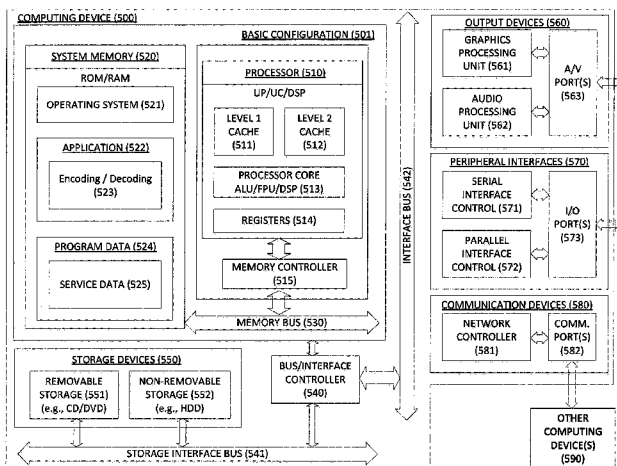 COMPUTING DEVICE (500)
BASIC CONFIGURATION (501)
SYSTEM MEMORY (520)
ROM/RAM
OPERATING SYSTEM (521)
APPLICATION (522)
Encoding / Decoding
(523)
PROGRAM DATA (524)
SERVICE DATA
(525)
PROCESSOR (510)
UP/UC/DSP
LEVEL 1
CACHE
(511)
LEVEL 2
CACHE
(512)
PROCESSOR CORE
ALU/FPU/DSP (513)
REGISTERS (514)
MEMORY CONTROLLER
(515)
MEMORY BUS (530)
STORAGE DEVICES (550)
REMOVABLE
STORAGE (551)
(e.g., CD/DVD)
NON-REMOVABLE
STORAGE (552)
(e.g., HDD)
BUS/INTERFACE
CONTROLLER
(540)
STORAGE INTERFACE BUS (541)
INTERFACE BUS (542)
OUTPUT DEVICES (560)
GRAPHICS
PROCESSING
UNIT (561)
AUDIO
PROCESSING
UNIT (562)
A/V
PORT(S)
(563)
PERIPHERAL INTERFACES (570)
SERIAL
INTERFACE
CONTROL (571)
PARALLEL
INTERFACE
CONTROL (572)
I/O
PORT(S)
(573)
COMMUNICATION DEVICES (580)
NETWORK
CONTROLLER
(581)
COMM.
PORT(S)
(582)
OTHER
COMPUTING
DEVICE(S)
(590)